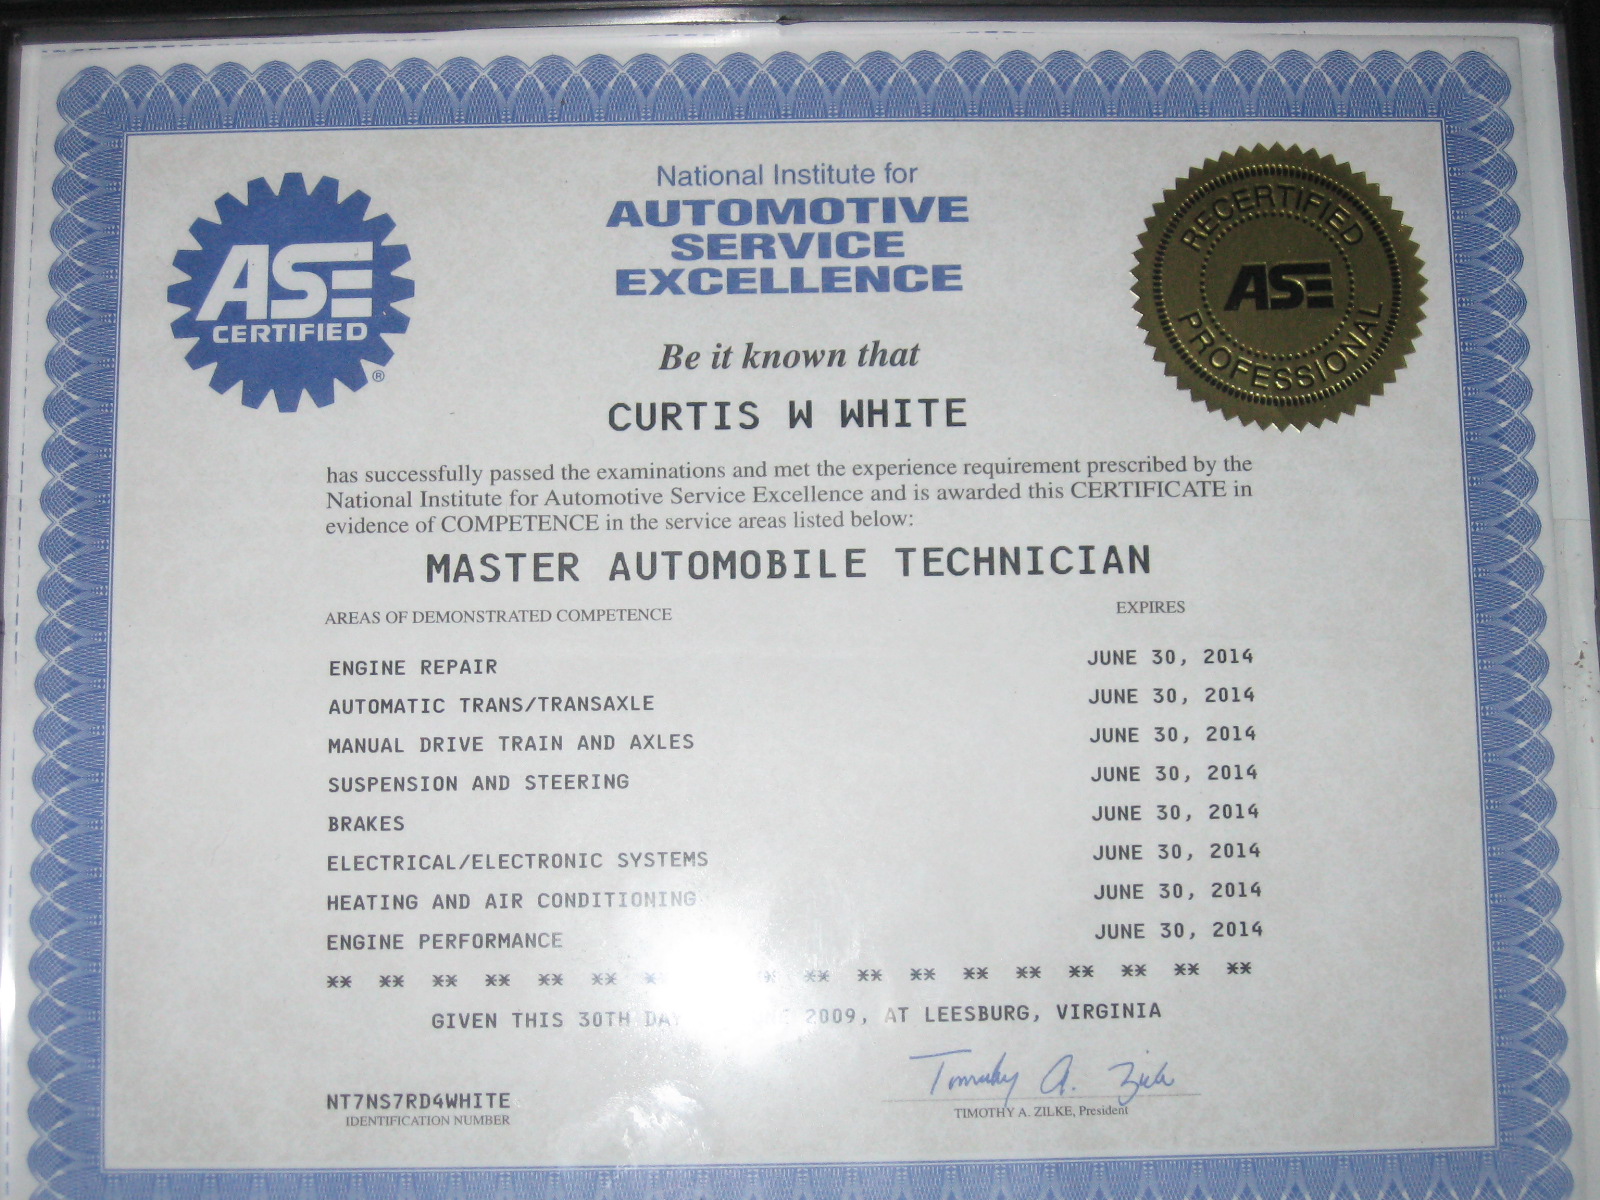 National Institute for
AUTOMOTIVE
SERVICE
EXCELLENCE
ASE
CERTIFIED
®
RECERTIFIED
ASE
PROFESSIONAL
Be it known that
CURTIS W WHITE
has successfully passed the examinations and met the experience requirement prescribed by the
National Institute for Automotive Service Excellence and is awarded this CERTIFICATE in
evidence of COMPETENCE in the service areas listed below:
MASTER AUTOMOBILE TECHNICIAN
AREAS OF DEMONSTRATED COMPETENCE EXPIRES
ENGINE REPAIR JUNE 30, 2014
AUTOMATIC TRANS/TRANSAXLE JUNE 30, 2014
MANUAL DRIVE TRAIN AND AXLES JUNE 30, 2014
SUSPENSION AND STEERING JUNE 30, 2014
BRAKES JUNE 30, 2014
ELECTRICAL/ELECTRONIC SYSTEMS JUNE 30, 2014
HEATING AND AIR CONDITIONING JUNE 30, 2014
ENGINE PERFORMANCE JUNE 30, 2014
** ** ** ** ** ** * * ** ** ** ** ** ** ** ** **
GIVEN THIS 30TH DAY 2009, AT LEESBURG, VIRGINIA
Timothy A. Zilke
NT7NS7RD4WHITE
IDENTIFICATION NUMBER
TIMOTHY A. ZILKE, President